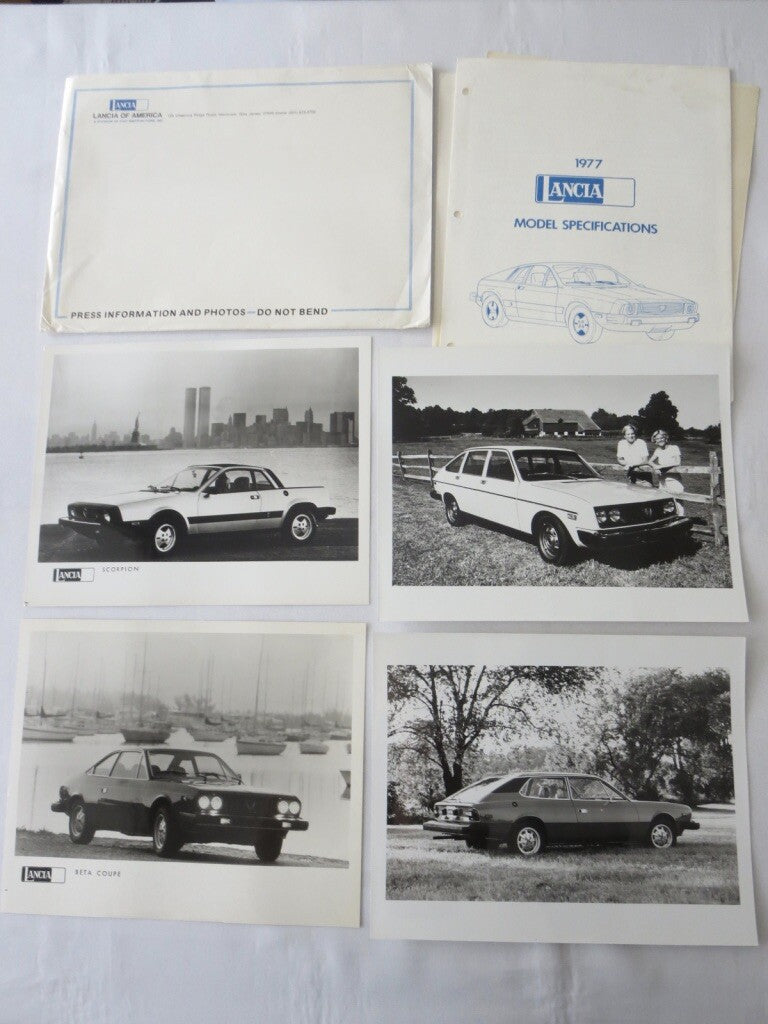 LANCIA
LANCIA OF AMERICA
PRESS INFORMATION AND PHOTOS—DO NOT BEND
1977
LANCIA
MODEL SPECIFICATIONS
LANCIA SCORPION
LANCIA BETA COUPE